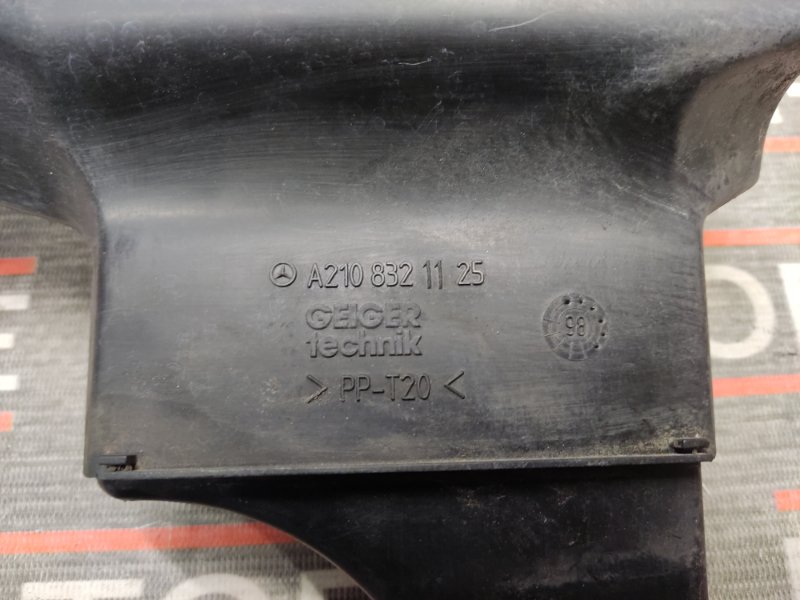 A210 832 11 25
GEIGER
technik
> PP-T20 <
98